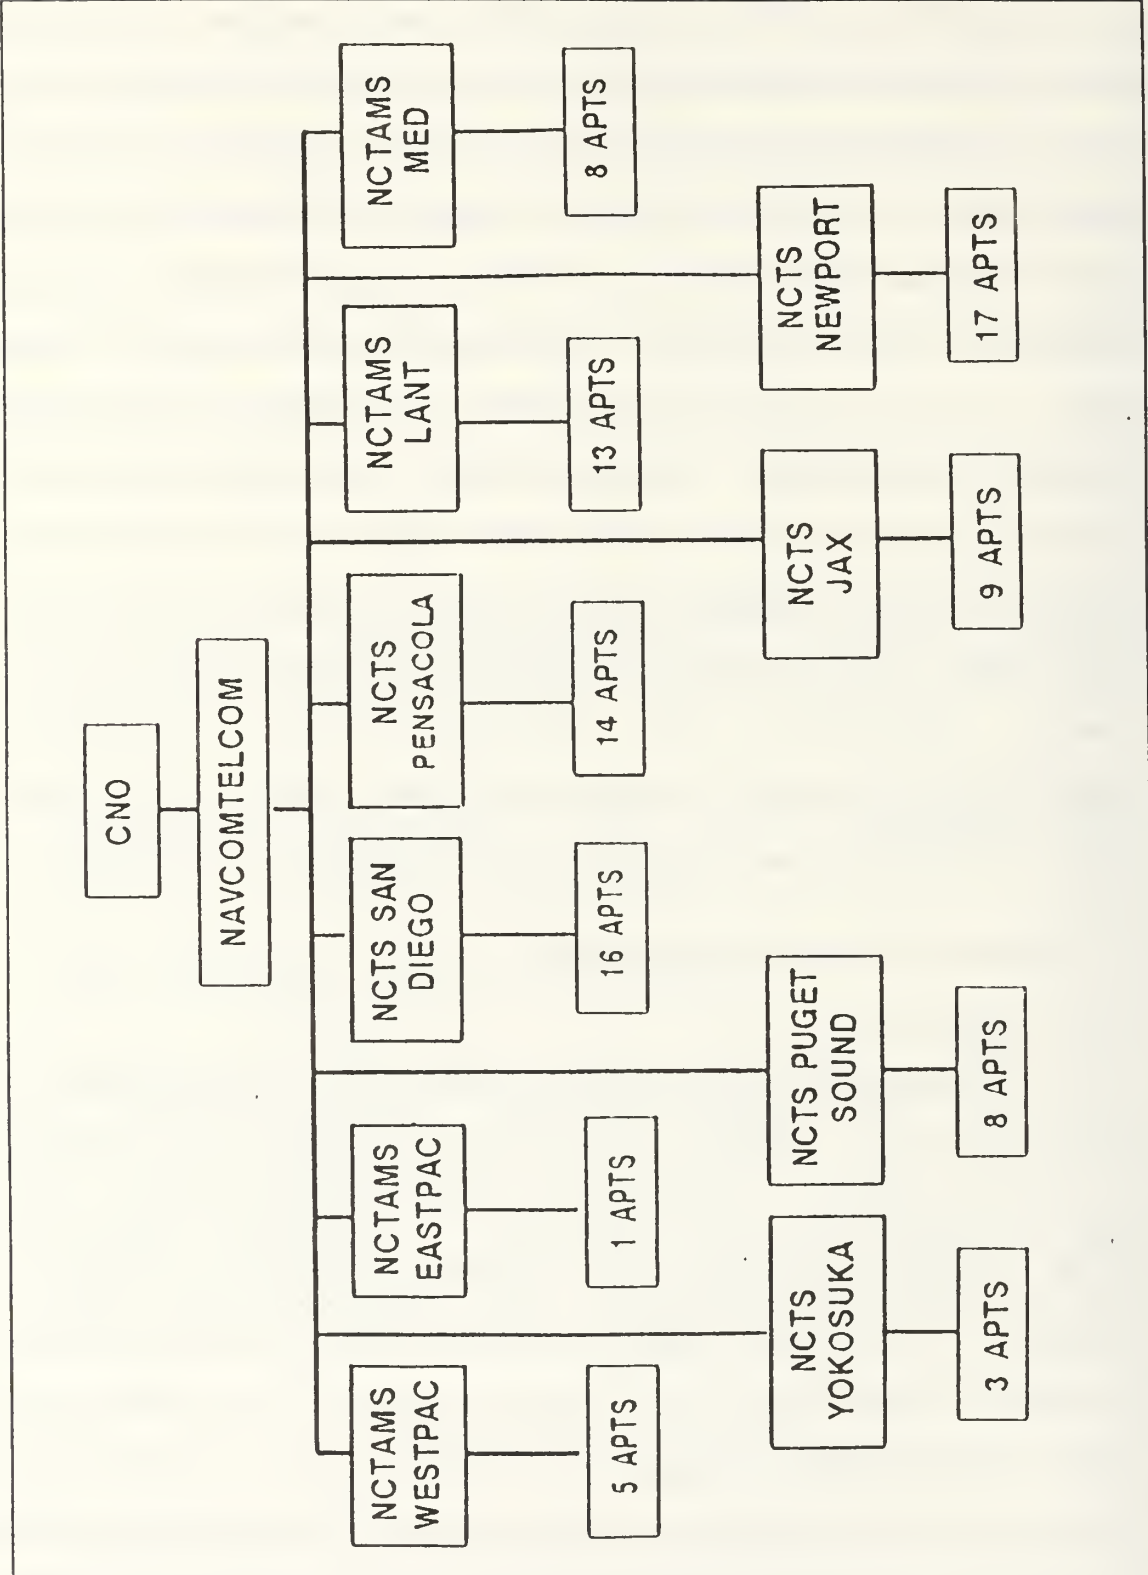 CNO
NAVCOMTELCOM
NCTAMS
WESTPAC
NCTAMS
EASTPAC
NCTS SAN
DIEGO
NCTS
PENSACOLA
NCTAMS
LANT
NCTAMS
MED
5 APTS
1 APTS
16 APTS
14 APTS
13 APTS
8 APTS
NCTS
YOKOSUKA
NCTS PUGET
SOUND
NCTS
JAX
NCTS
NEWPORT
3 APTS
8 APTS
9 APTS
17 APTS